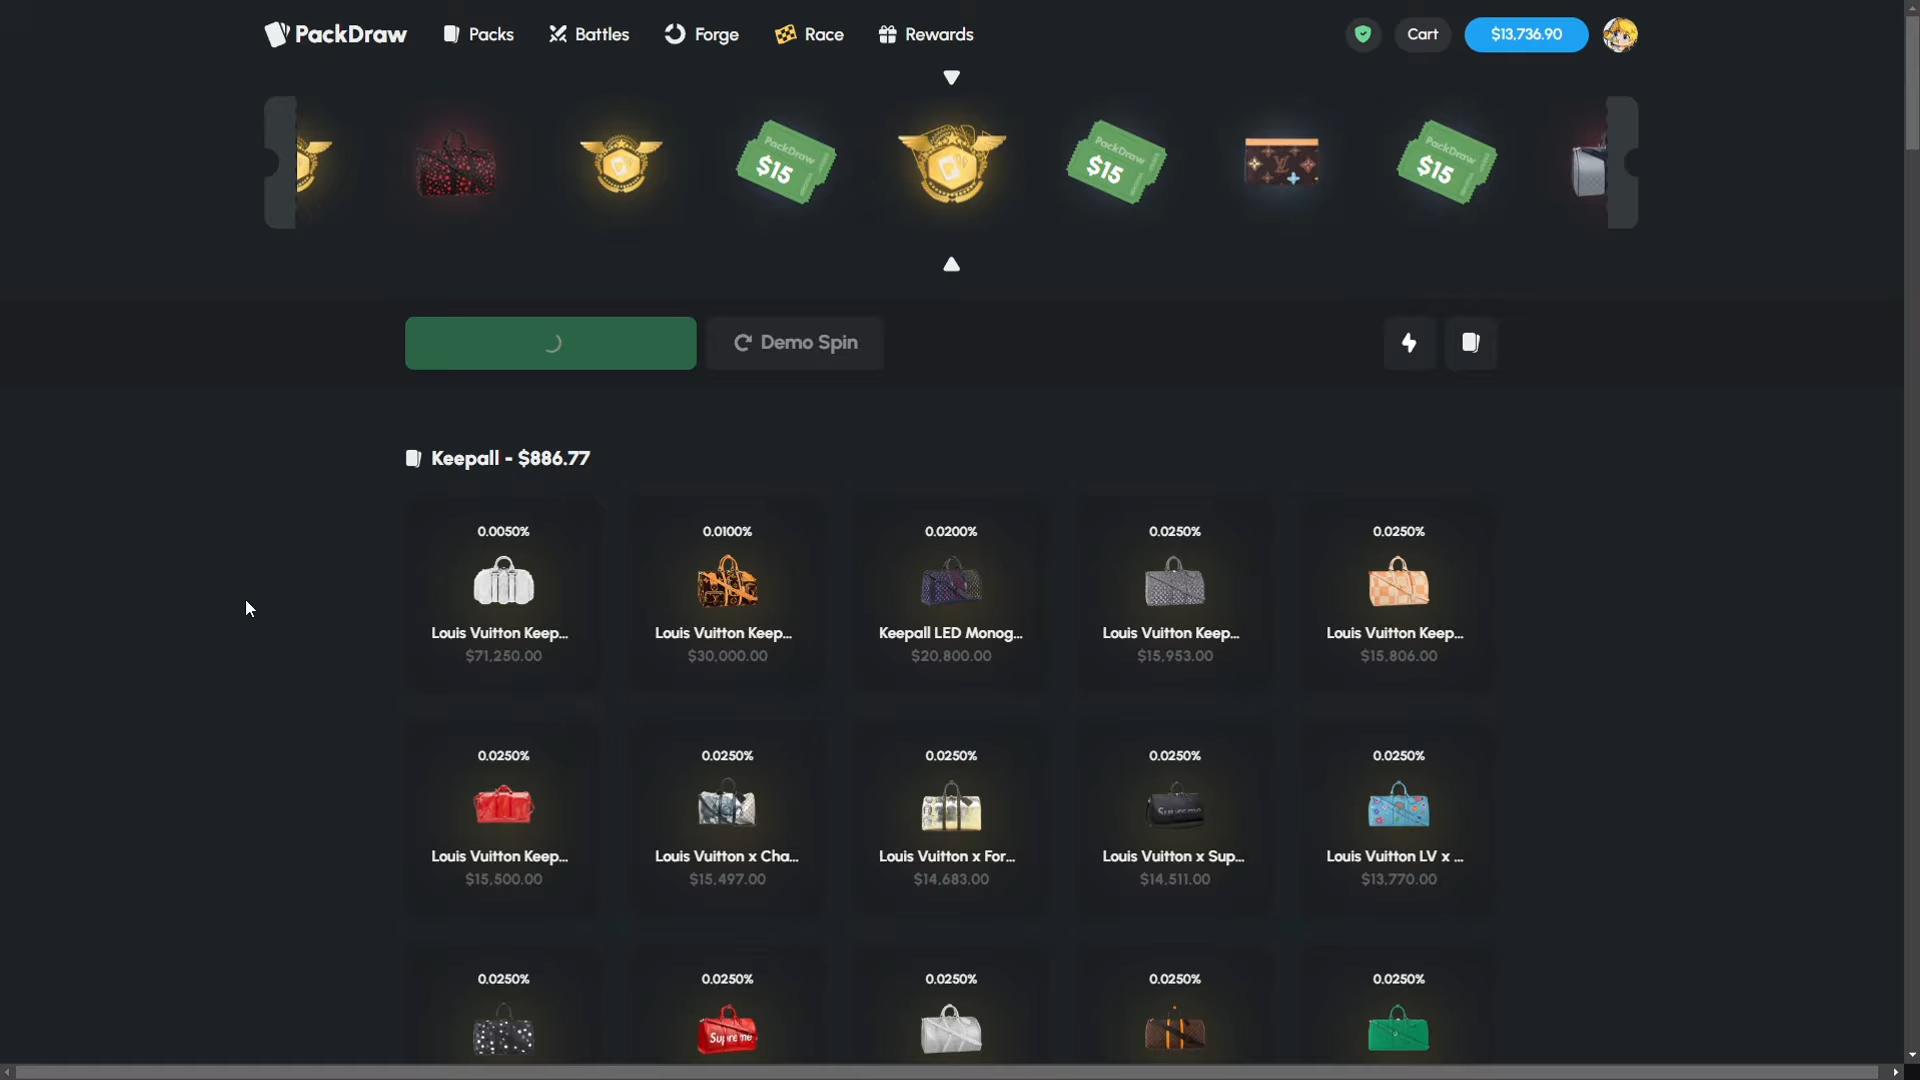 PackDraw Packs Battles Forge Race Rewards Cart $13,736.90
PackDraw $15 PackDraw $15 PackDraw $15
Demo Spin
Keepall - $886.77
0.0050% 0.0100% 0.0200% 0.0250% 0.0250%
Louis Vuitton Keep... Louis Vuitton Keep... Keepall LED Monog... Louis Vuitton Keep... Louis Vuitton Keep...
$71,250.00 $30,000.00 $20,800.00 $15,953.00 $15,806.00
0.0250% 0.0250% 0.0250% 0.0250% 0.0250%
Supreme
Louis Vuitton Keep... Louis Vuitton x Cha... Louis Vuitton x For... Louis Vuitton x Sup... Louis Vuitton LV x ...
$15,500.00 $15,497.00 $14,683.00 $14,511.00 $13,770.00
0.0250% 0.0250% 0.0250% 0.0250% 0.0250%
Supreme